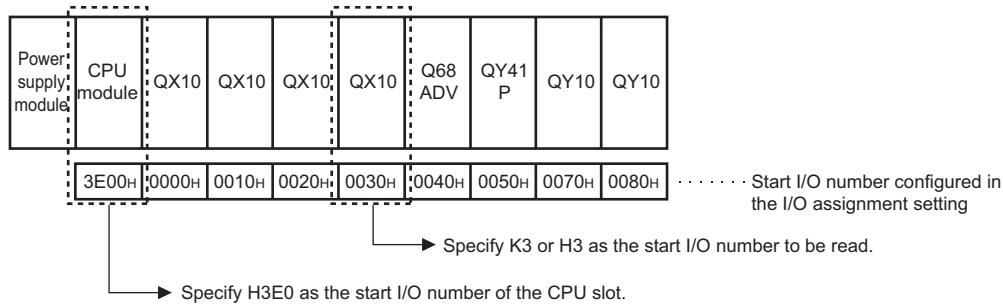 Power supply module
CPU module
QX10
QX10
QX10
QX10
Q68 ADV
QY41 P
QY10
QY10
3E00H
0000H
0010H
0020H
0030H
0040H
0050H
0070H
0080H
Start I/O number configured in
the I/O assignment setting
Specify K3 or H3 as the start I/O number to be read.
Specify H3E0 as the start I/O number of the CPU slot.